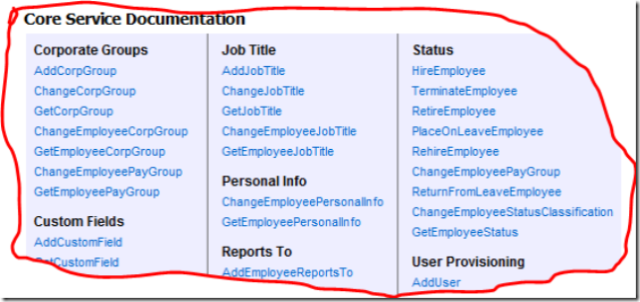 Core Service Documentation
Corporate Groups
AddCorpGroup
ChangeCorpGroup
GetCorpGroup
ChangeEmployeeCorpGroup
GetEmployeeCorpGroup
ChangeEmployeePayGroup
GetEmployeePayGroup
Custom Fields
AddCustomField
GetCustomField
Job Title
AddJobTitle
ChangeJobTitle
GetJobTitle
ChangeEmployeeJobTitle
GetEmployeeJobTitle
Personal Info
ChangeEmployeePersonalInfo
GetEmployeePersonalInfo
Reports To
AddEmployeeReportsTo
Status
HireEmployee
TerminateEmployee
RetireEmployee
PlaceOnLeaveEmployee
RehireEmployee
ChangeEmployeePayGroup
ReturnFromLeaveEmployee
ChangeEmployeeStatusClassification
GetEmployeeStatus
User Provisioning
AddUser